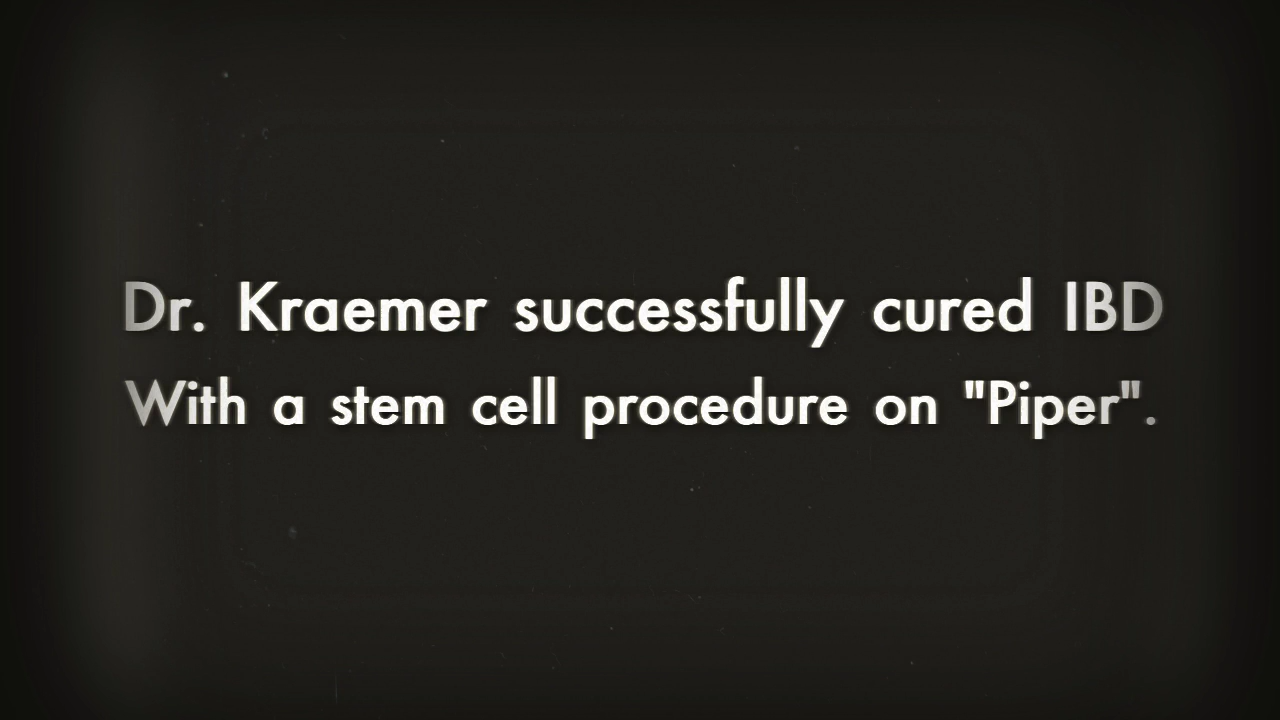 Dr. Kraemer successfully cured IBD
With a stem cell procedure on "Piper".